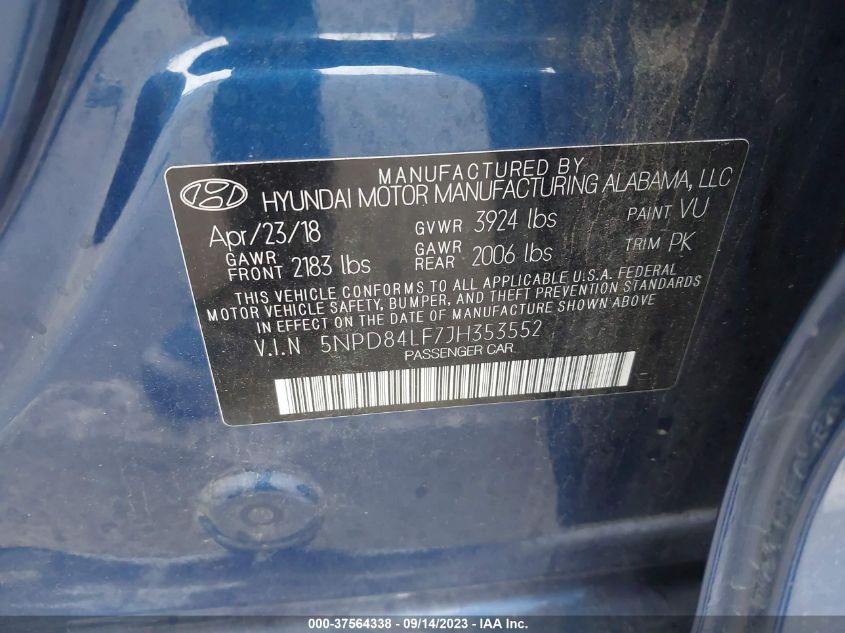 MANUFACTURED BY
HYUNDAI MOTOR MANUFACTURING ALABAMA, LLC
Apr/23/18 GVWR 3924 lbs PAINT VU
GAWR FRONT 2183 lbs GAWR REAR 2006 lbs TRIM PK
THIS VEHICLE CONFORMS TO ALL APPLICABLE U.S.A. FEDERAL
MOTOR VEHICLE SAFETY, BUMPER, AND THEFT PREVENTION STANDARDS
IN EFFECT ON THE DATE OF MANUFACTURE SHOWN ABOVE
V.I.N 5NPD84LF7JH353552
PASSENGER CAR
000-37564338 - 09/14/2023 - IAA Inc.